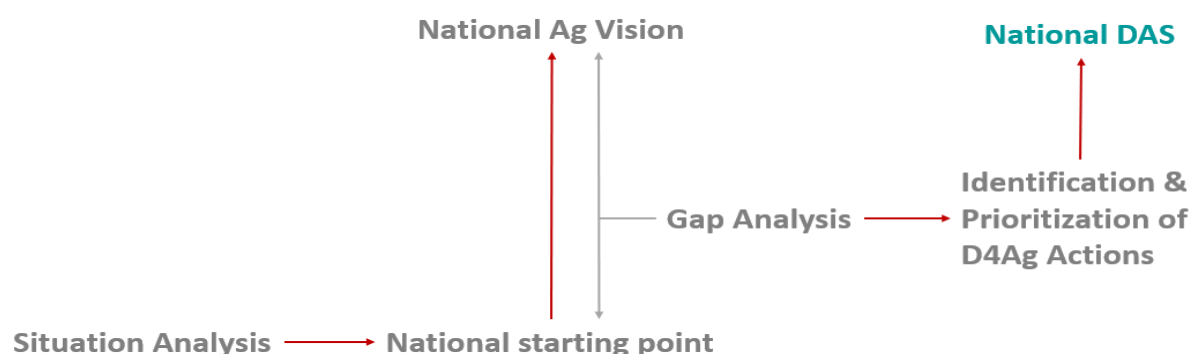 National Ag Vision
National DAS
Identification &
Prioritization of
D4Ag Actions
Gap Analysis
Situation Analysis
National starting point